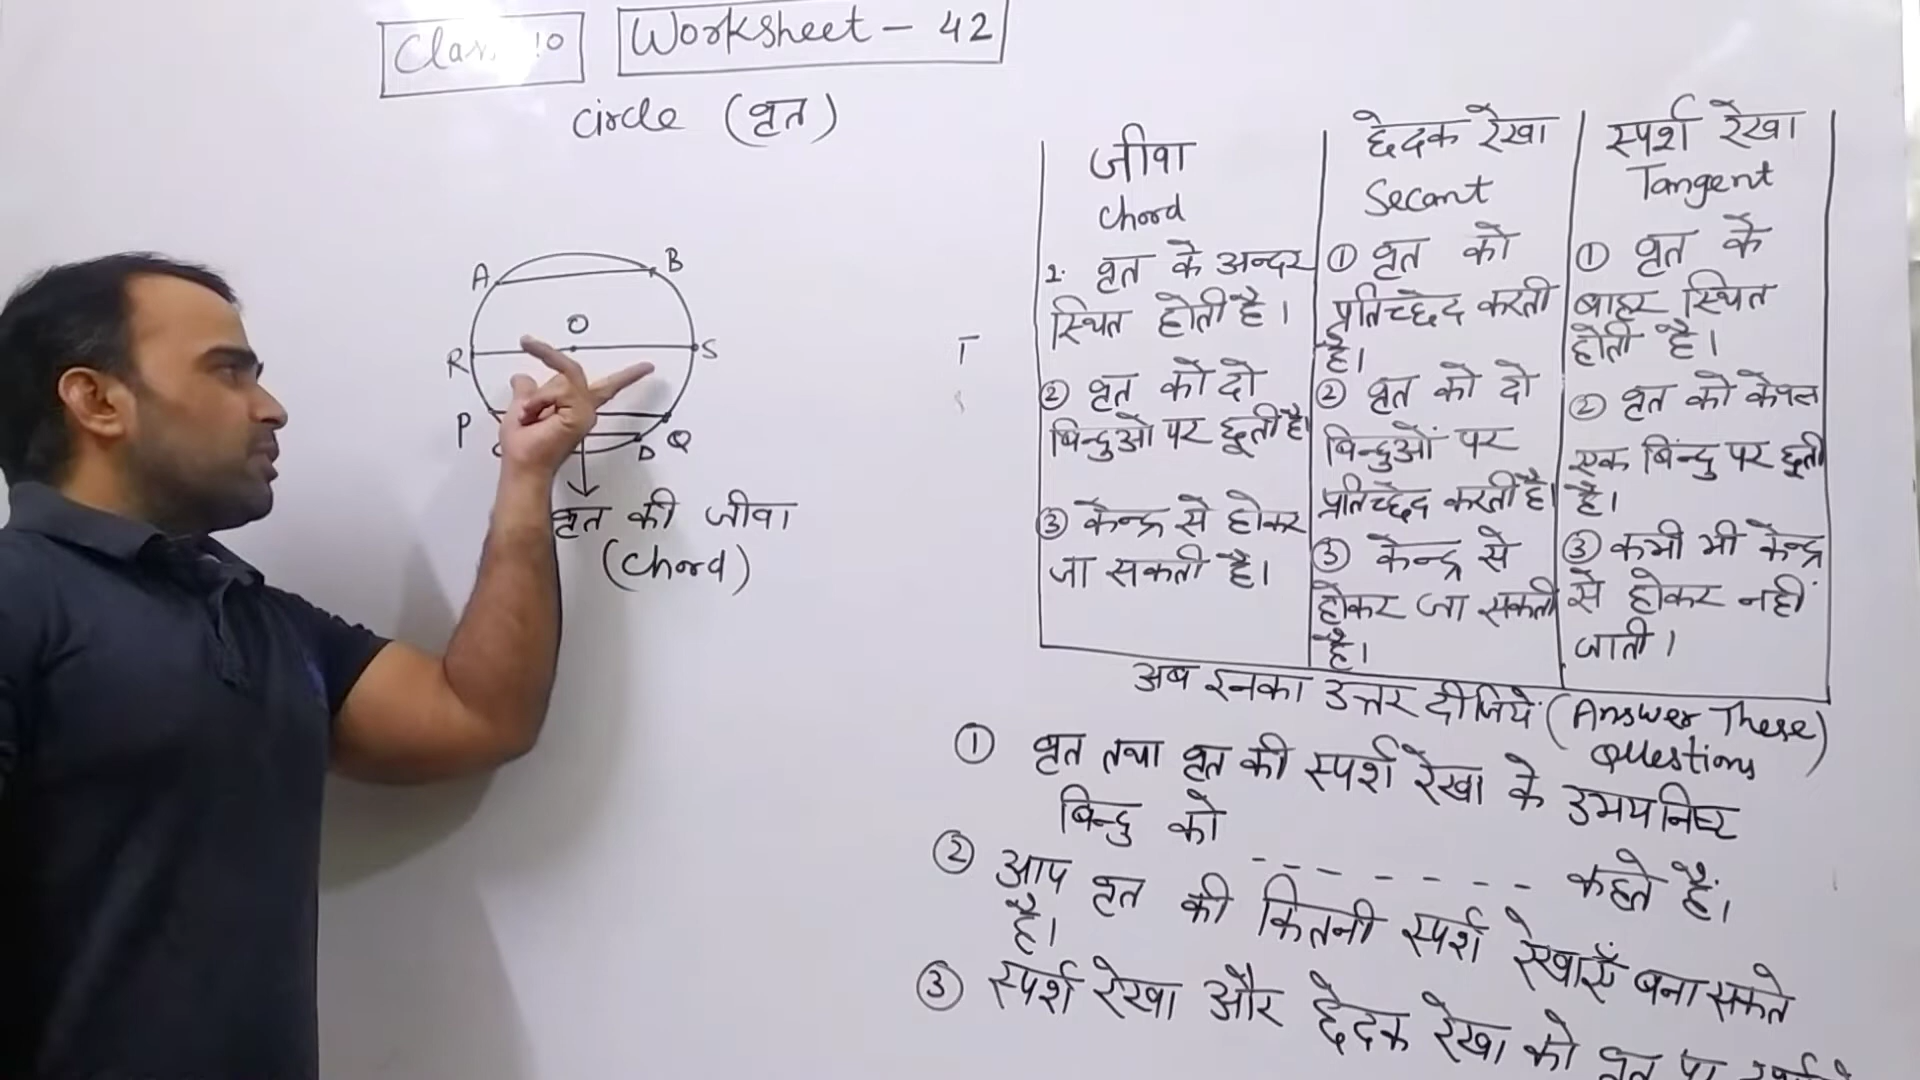 Class 10
Worksheet - 42
circle (वृत)
A
B
O
R
S
P
Q
D
वृत की जीवा
(chord)
T
जीवा
chord
1. वृत के अन्दर
स्थित होती है।
② वृत को दो
बिन्दुओं पर छूती है
③ केन्द्र से होकर
जा सकती है।
छेदक रेखा
Secant
① वृत को
प्रतिच्छेद करती
है।
② वृत को दो
बिन्दुओं पर
प्रतिच्छेद करती है।
③ केन्द्र से
होकर जा सकती
है।
स्पर्श रेखा
Tangent
① वृत के
बाहर स्थित
होती है।
② वृत को केवल
एक बिन्दु पर छूती
है।
③ कभी भी केन्द्र
से होकर नहीं
जाती।
अब इनका उत्तर दीजिये (Answer These)
Questions
① वृत तथा वृत की स्पर्श रेखा के उभयनिष्ट
बिन्दु को - - - - - - - कहते हैं।
② आप वृत की कितनी स्पर्श रेखाएँ बना सकते
है।
③ स्पर्श रेखा और छेदक रेखा को वृत पर